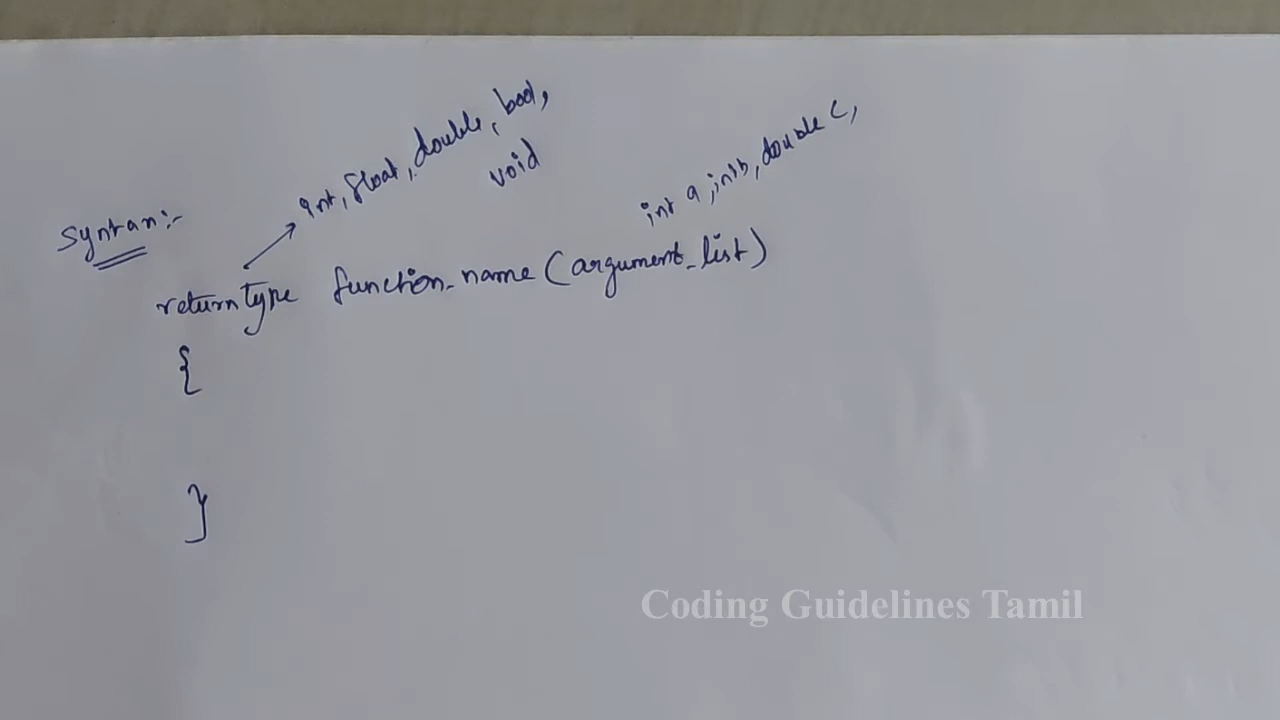 int, float, double, bool,
void
int a, int b, double c,
Syntax:-
returntype function_name (argument_list)
{
}
Coding Guidelines Tamil